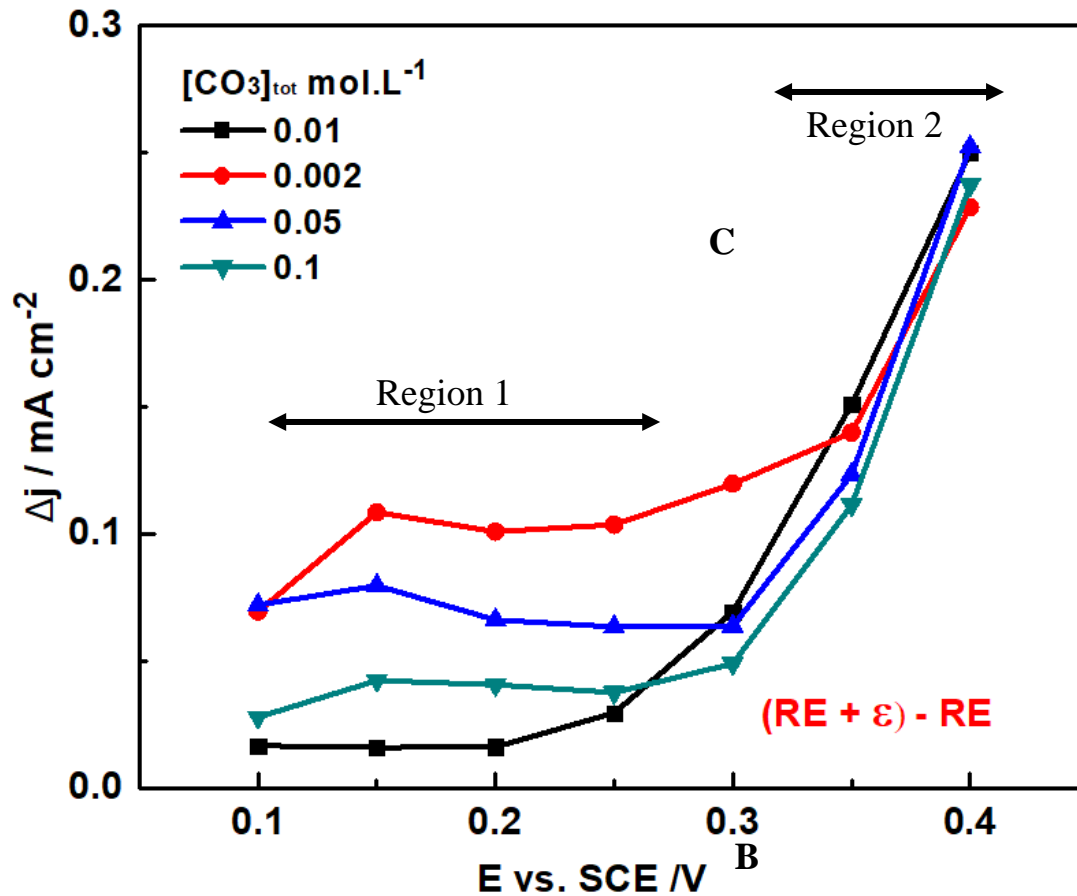 0.3
[CO₃]tot mol.L⁻¹
0.01
0.002
0.05
0.1
Region 2
C
0.2
Region 1
Δj / mA cm⁻²
0.1
(RE + ε) - RE
0.0
0.1 0.2 0.3 0.4
B
E vs. SCE /V